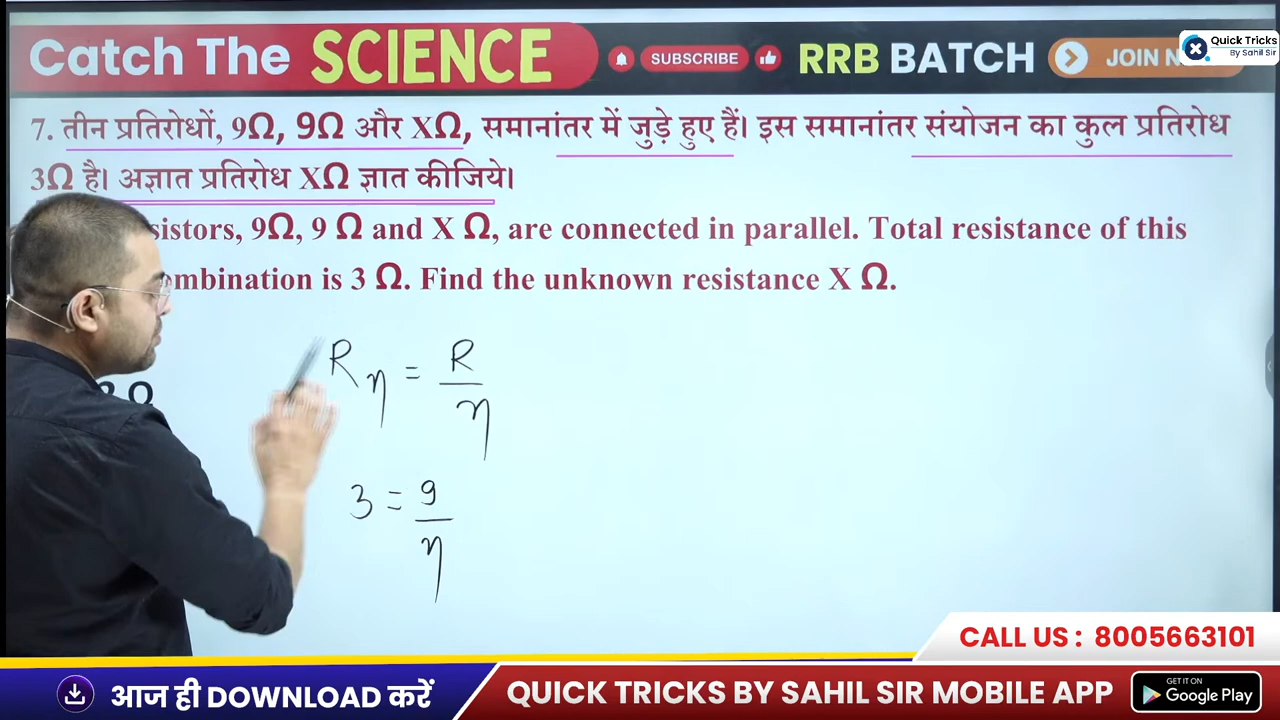 Catch The SCIENCE
SUBSCRIBE
RRB BATCH
JOIN
Quick Tricks
By Sahil Sir
7. तीन प्रतिरोधों, 9Ω, 9Ω और XΩ, समानांतर में जुड़े हुए हैं। इस समानांतर संयोजन का कुल प्रतिरोध
3Ω है। अज्ञात प्रतिरोध XΩ ज्ञात कीजिये।
9Ω, 9 Ω and X Ω, are connected in parallel. Total resistance of this
is 3 Ω. Find the unknown resistance X Ω.
Rη = R/η
Ω
3 = 9/η
CALL US : 8005663101
आज ही DOWNLOAD करें
QUICK TRICKS BY SAHIL SIR MOBILE APP
GET IT ON
Google Play